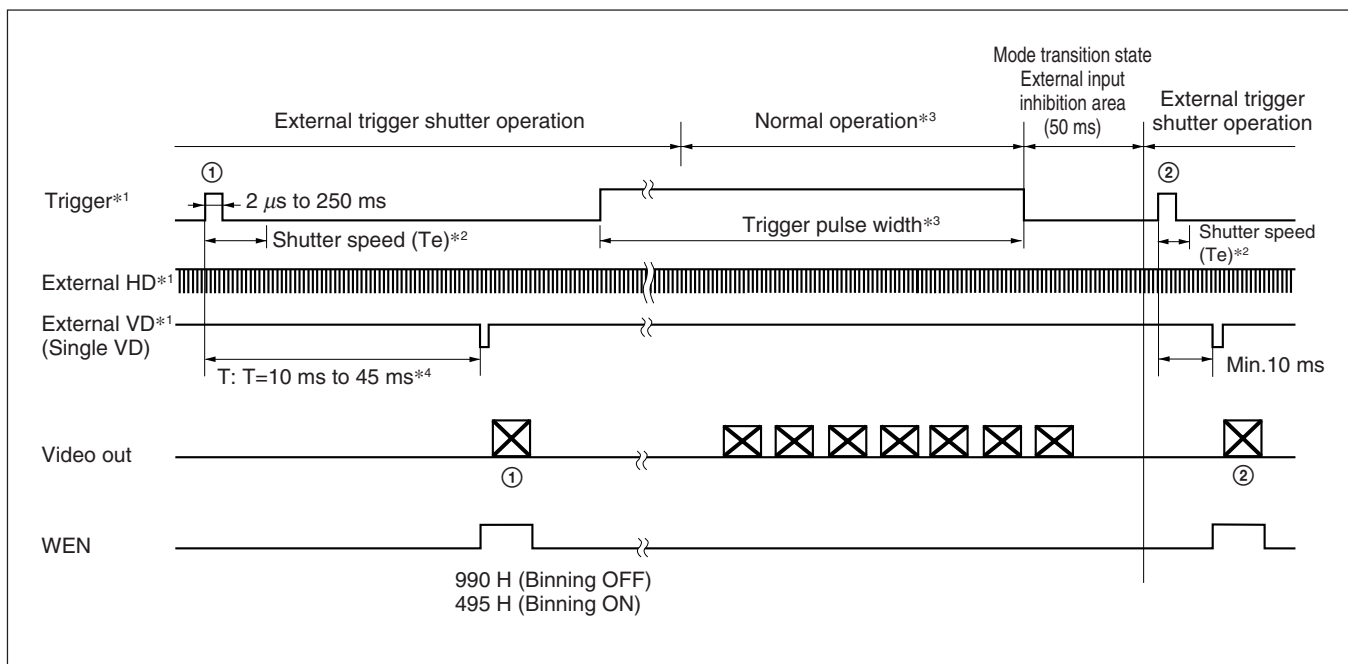 Mode transition state
External input
inhibition area
(50 ms)
External trigger
shutter operation
External trigger shutter operation
Normal operation*3
①
②
Trigger*1
2 μs to 250 ms
Shutter speed (Te)*2
Trigger pulse width*3
Shutter speed
(Te)*2
External HD*1
External VD*1
(Single VD)
T: T=10 ms to 45 ms*4
Min.10 ms
Video out
①
②
WEN
990 H (Binning OFF)
495 H (Binning ON)